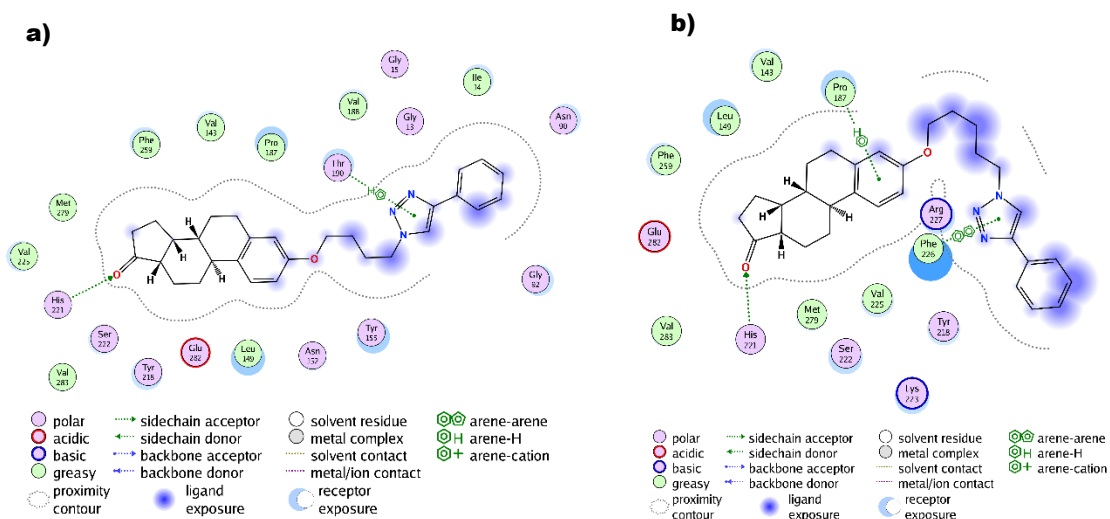 a)
Gly
15
Ile
14
Val
188
Gly
13
Asn
90
Val
143
Phe
259
Pro
187
Thr
190
H
Met
279
Val
225
H
H
H
H
O
O
N
N
N
His
221
Gly
92
Ser
222
Tyr
155
Glu
282
Leu
149
Asn
152
Tyr
218
Val
283
polar
acidic
basic
greasy
proximity
contour
sidechain acceptor
sidechain donor
backbone acceptor
backbone donor
ligand
exposure
solvent residue
metal complex
solvent contact
metal/ion contact
receptor
exposure
arene-arene
H arene-H
+ arene-cation
b)
Val
143
Pro
187
Leu
149
H
Phe
259
O
H
H
H
H
N
N
N
Arg
227
Phe
226
Glu
282
O
Val
225
Met
279
Val
283
His
221
Tyr
218
Ser
222
Lys
223
polar
acidic
basic
greasy
proximity
contour
sidechain acceptor
sidechain donor
backbone acceptor
backbone donor
ligand
exposure
solvent residue
metal complex
solvent contact
metal/ion contact
receptor
exposure
arene-arene
H arene-H
+ arene-cation